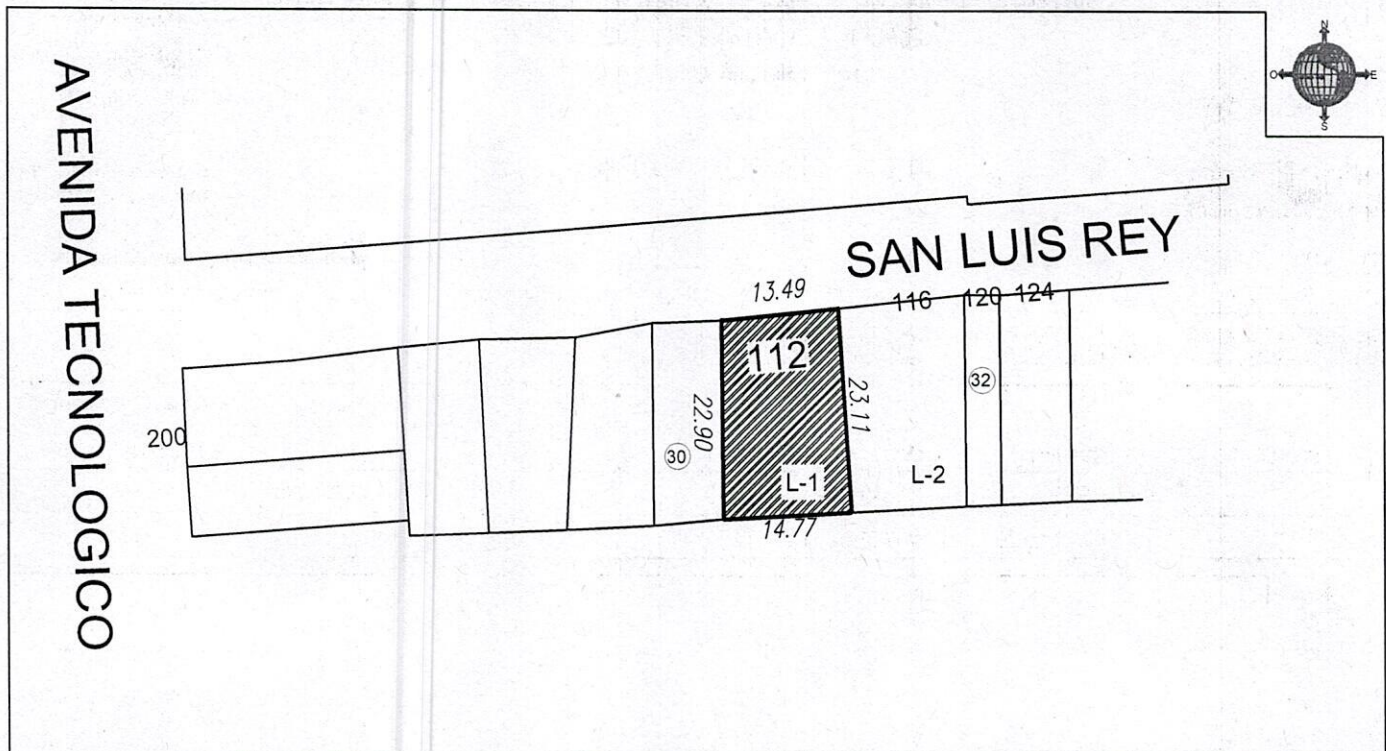 N
O
E
S
AVENIDA TECNOLOGICO
SAN LUIS REY
13.49
116
120
124
112
200
22.90
23.11
30
32
L-1
L-2
14.77